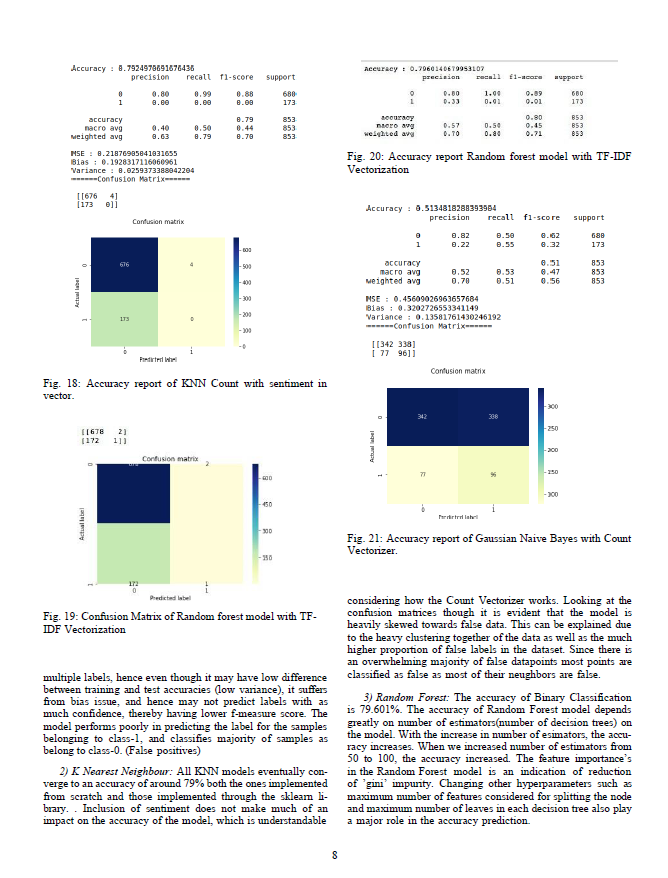 Accuracy : 0.7924970691676436
precision recall f1-score support
0 0.80 0.99 0.88 680
1 0.00 0.00 0.00 173
accuracy 0.79 853
macro avg 0.40 0.50 0.44 853
weighted avg 0.63 0.79 0.70 853
MSE : 0.21876905041031655
Bias : 0.1928317116060961
Variance : 0.0259373388042204
======Confusion Matrix======
[[676 4]
[173 0]]
Confusion matrix
Actual label
0
1
676 4
173 0
0 1
Predicted label
600
500
400
300
200
100
0
Fig. 18: Accuracy report of KNN Count with sentiment in
vector.
[[678 2]
[172 1]]
Confusion matrix
Actual label
0
1
2
172 1
0 1
Predicted label
600
450
300
150
Fig. 19: Confusion Matrix of Random forest model with TF-
IDF Vectorization
multiple labels, hence even though it may have low difference
between training and test accuracies (low variance), it suffers
from bias issue, and hence may not predict labels with as
much confidence, thereby having lower f-measure score. The
model performs poorly in predicting the label for the samples
belonging to class-1, and classifies majority of samples as
belong to class-0. (False positives)
2) K Nearest Neighbour: All KNN models eventually con-
verge to an accuracy of around 79% both the ones implemented
from scratch and those implemented through the sklearn li-
brary. . Inclusion of sentiment does not make much of an
impact on the accuracy of the model, which is understandable
Accuracy : 0.7960140679953107
precision recall f1-score support
0 0.80 1.00 0.89 680
1 0.33 0.01 0.01 173
accuracy 0.80 853
macro avg 0.57 0.50 0.45 853
weighted avg 0.70 0.80 0.71 853
Fig. 20: Accuracy report Random forest model with TF-IDF
Vectorization
Accuracy : 0.5134818288393904
precision recall f1-score support
0 0.82 0.50 0.62 680
1 0.22 0.55 0.32 173
accuracy 0.51 853
macro avg 0.52 0.53 0.47 853
weighted avg 0.70 0.51 0.56 853
MSE : 0.45609026963657684
Bias : 0.3202726553341149
Variance : 0.13581761430246192
======Confusion Matrix======
[[342 338]
[ 77 96]]
Confusion matrix
Actual label
0
1
342 338
77 96
0 1
Predicted label
300
250
200
150
Fig. 21: Accuracy report of Gaussian Naive Bayes with Count
Vectorizer.
considering how the Count Vectorizer works. Looking at the
confusion matrices though it is evident that the model is
heavily skewed towards false data. This can be explained due
to the heavy clustering together of the data as well as the much
higher proportion of false labels in the dataset. Since there is
an overwhelming majority of false datapoints most points are
classified as false as most of their neighbors are false.
3) Random Forest: The accuracy of Binary Classification
is 79.601%. The accuracy of Random Forest model depends
greatly on number of estimators(number of decision trees) on
the model. With the increase in number of esimators, the accu-
racy increases. When we increased number of estimators from
50 to 100, the accuracy increased. The feature importance's
in the Random Forest model is an indication of reduction
of 'gini' impurity. Changing other hyperparameters such as
maximum number of features considered for splitting the node
and maximum number of leaves in each decision tree also play
a major role in the accuracy prediction.
8